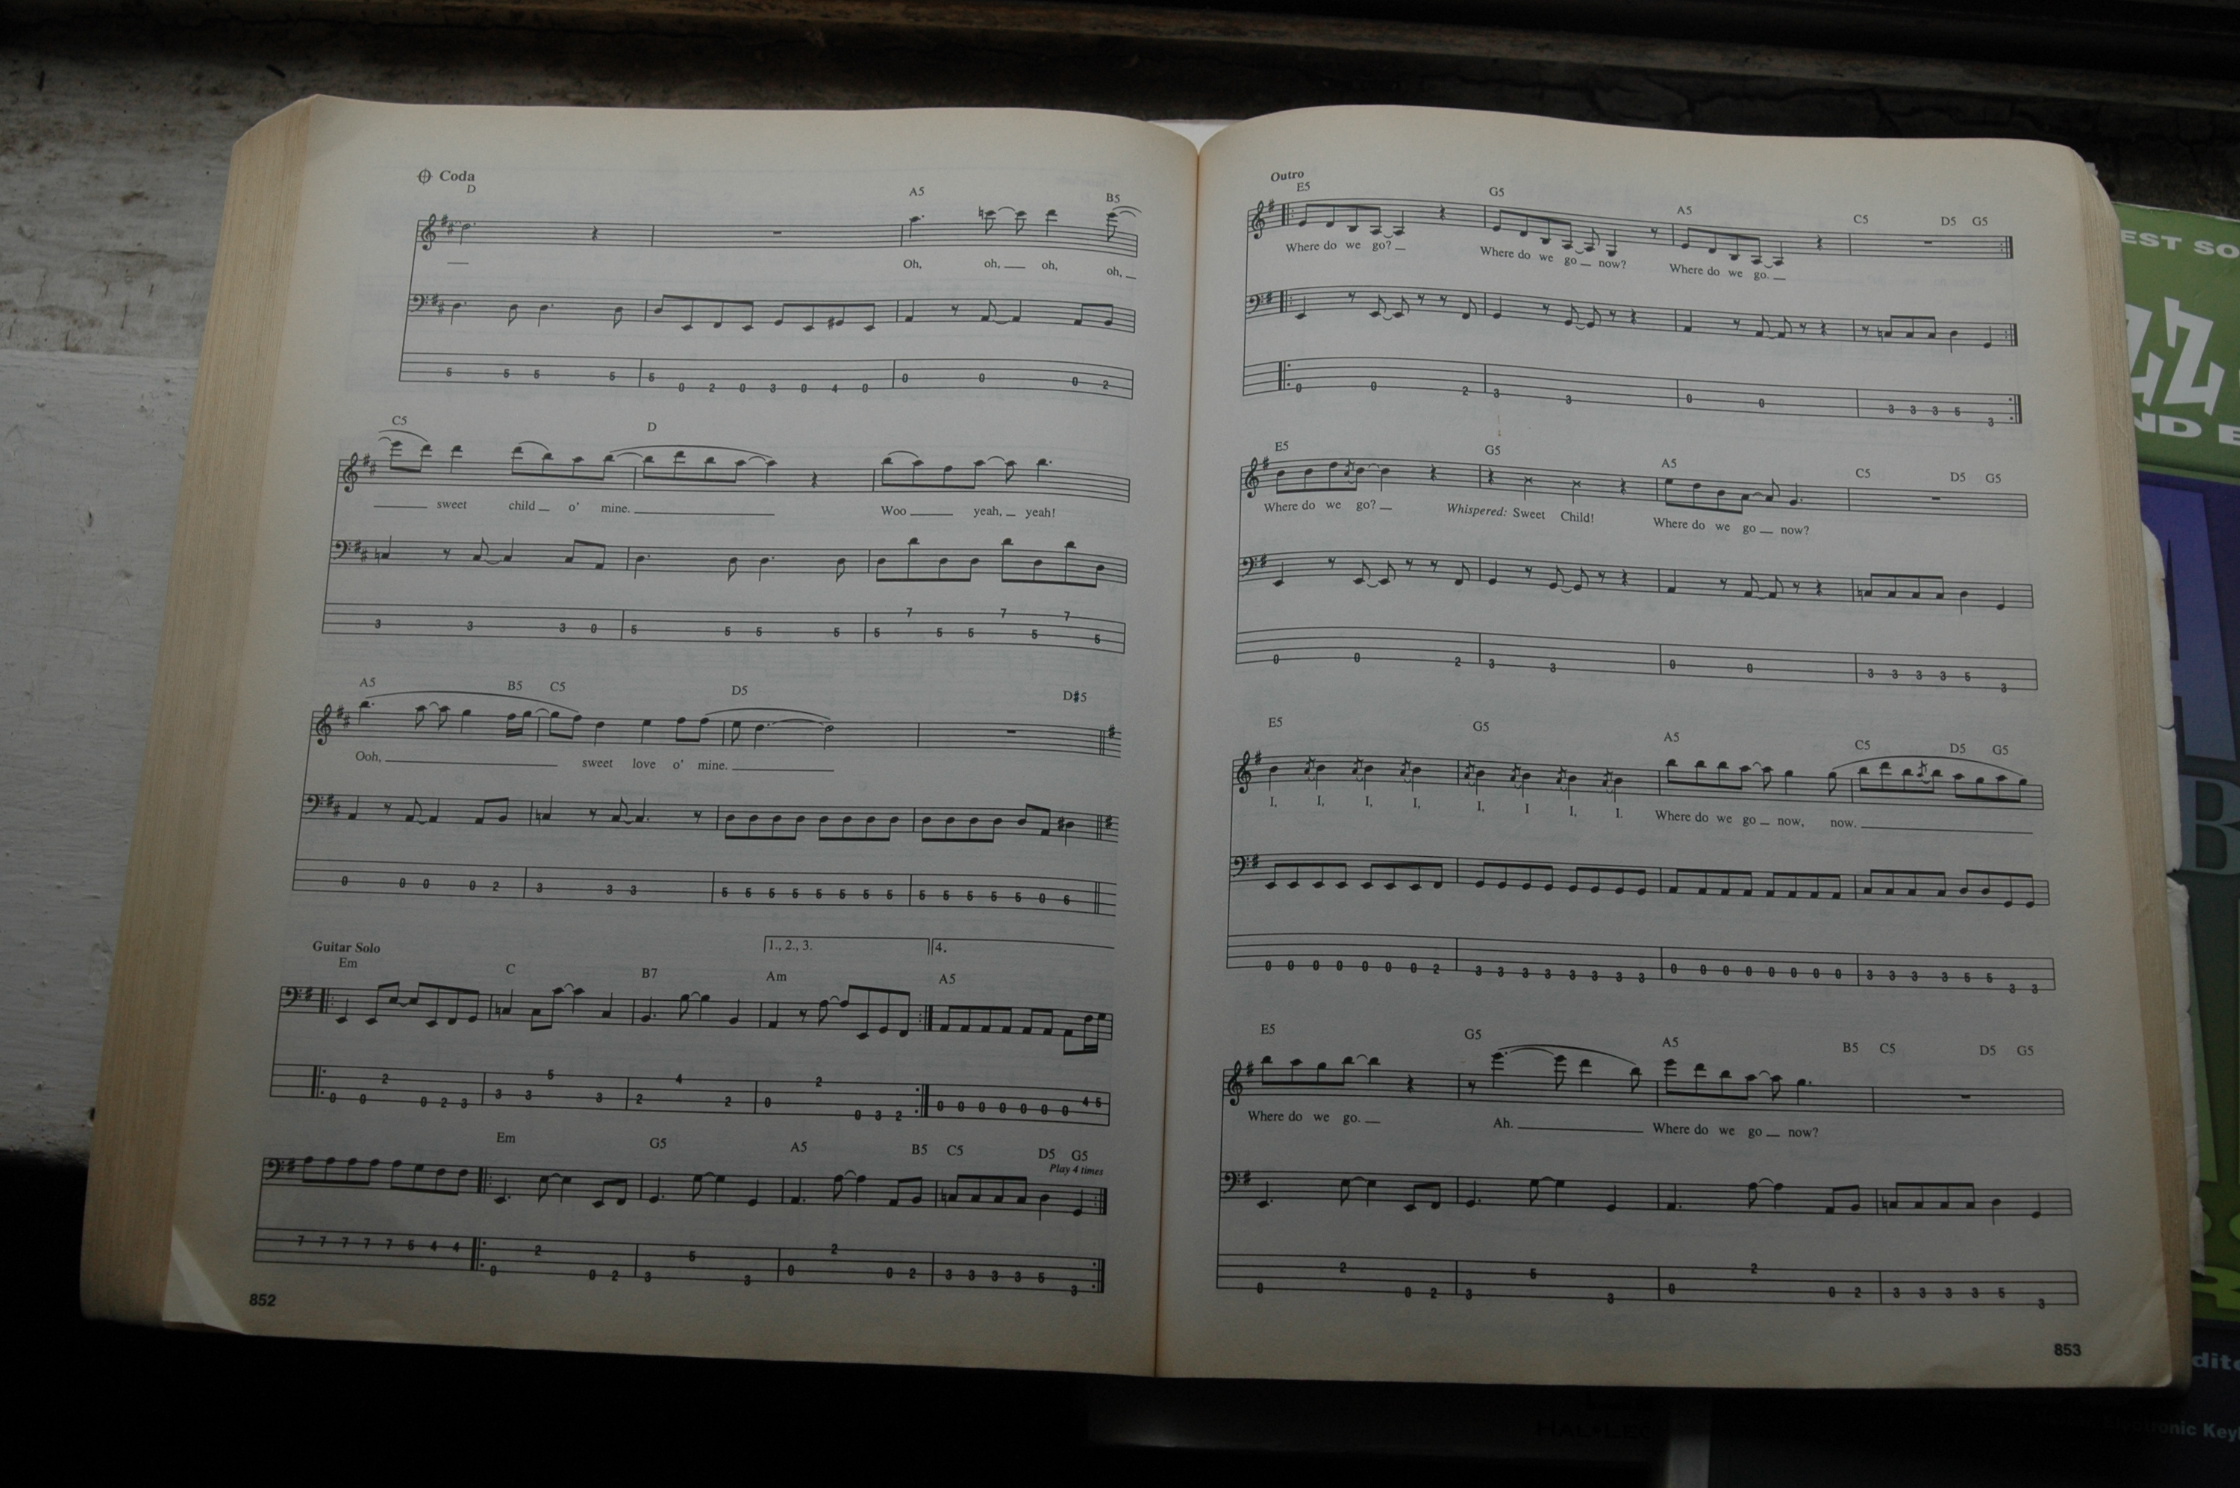 Coda
D A5 B5
Oh, oh, oh, oh,
5 5 5 5 5 0 2 0 3 0 4 0 0 0 0 2
C5 D
sweet child o' mine. Woo yeah, yeah!
3 3 3 0 5 5 5 5 5 7 5 5 7 5 7 5
A5 B5 C5 D5 D#5
Ooh, sweet love o' mine.
0 0 0 0 2 3 3 3 5 5 5 5 5 5 5 5 5 5 5 5 5 0 6
Guitar Solo
1., 2., 3. 4.
Em C B7 Am A5
0 0 2 0 2 3 3 3 5 3 2 4 2 0 2 0 3 2 0 0 0 0 0 0 0 4 5
Em G5 A5 B5 C5 D5 G5
Play 4 times
7 7 7 7 7 5 4 4 0 2 0 2 3 5 3 0 2 0 2 3 3 3 3 5 3
852
Outro
E5 G5 A5 C5 D5 G5
Where do we go? Where do we go now? Where do we go.
0 0 2 3 3 0 0 3 3 3 5 3
E5 G5 A5 C5 D5 G5
Where do we go? Whispered: Sweet Child! Where do we go now?
0 0 2 3 3 0 0 3 3 3 3 5 3
E5 G5 A5 C5 D5 G5
I, I, I, I, I, I I, I. Where do we go now, now.
0 0 0 0 0 0 0 2 3 3 3 3 3 3 3 3 0 0 0 0 0 0 0 0 3 3 3 3 5 5 3 3
E5 G5 A5 B5 C5 D5 G5
Where do we go. Ah. Where do we go now?
0 2 0 2 3 5 3 0 2 0 2 3 3 3 3 5 3
853
EST SO
ZZ
ND E
B
dito
onic Key
HAL•LEO